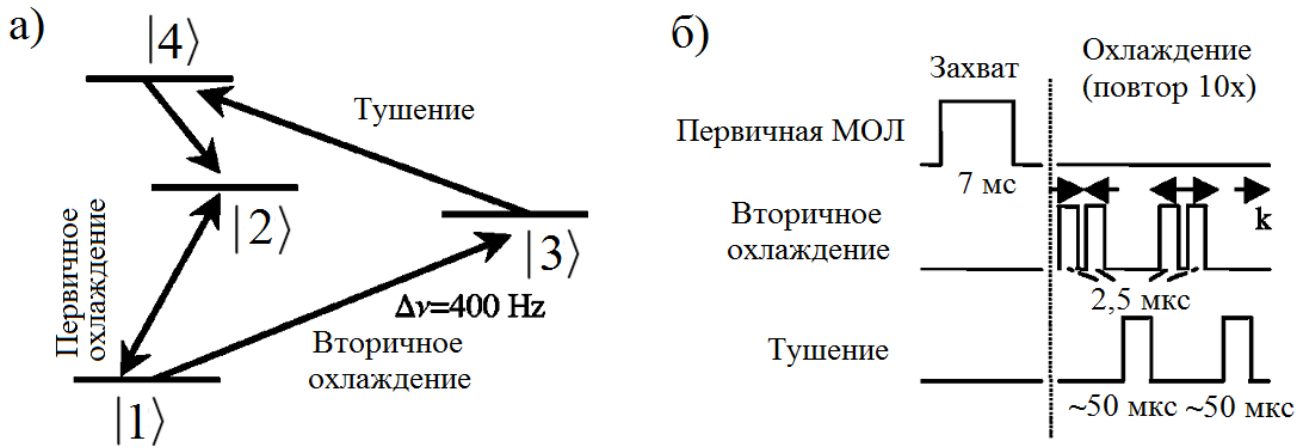 а)
|4⟩
Тушение
|2⟩
|3⟩
Первичное
охлаждение
Δν=400 Hz
Вторичное
охлаждение
|1⟩
б)
Захват
Охлаждение
(повтор 10x)
Первичная МОЛ
7 мс
Вторичное
охлаждение
k
2,5 мкс
Тушение
~50 мкс ~50 мкс